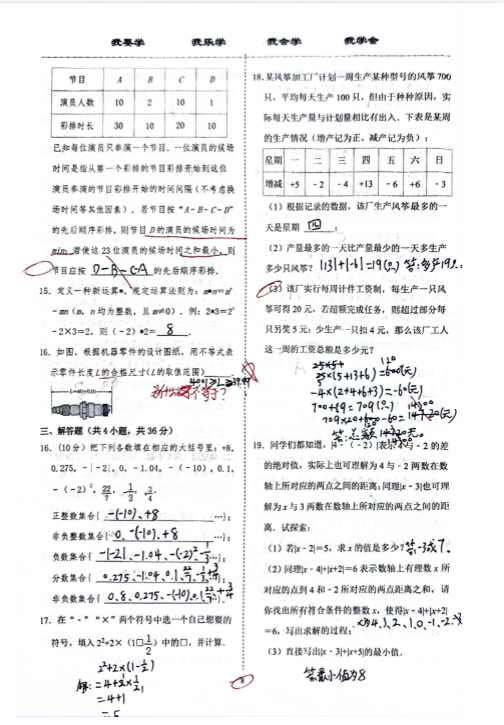 我要学 我乐学 我会学 我学会
节目 A B C D
演员人数 10 2 10 1
彩排时长 30 10 20 10
已知每位演员只参演一个节目.一位演员的候场
时间是指从第一个彩排的节目彩排开始到这位
演员参演的节目彩排开始的时间间隔(不考虑换
场时间等其他因素).若节目按“A-B-C-D”
的先后顺序彩排,则节目D的演员的候场时间为
min;若使这23位演员的候场时间之和最小,则
节目应按 D-B-C-A 的先后顺序彩排.
15. 定义一种新运算*,规定运算法则为:m*n=mⁿ
-mn(m,n均为整数,且m≠0).例:2*3=2³
-2×3=2,则(-2)*2= 8 .
16. 如图,根据机器零件的设计图纸,用不等式表
示零件长度L的合格尺寸(L的取值范围)
三、解答题(共4小题,共36分)
16.(10分)把下列各数填在相应的大括号里:+8,
0.275,-|-2|,0,-1.04,-(-10),0.1,
-(-2)²,22/7,-1/3,+3/4.
正整数集合{ -(-10)、+8 …};
非负整数集合{ 0、-(-10)、+8 …};
负数集合{ -|-2|、-1.04、-(-2)²、-1/3 …};
分数集合{ 0.275、-1.04、0.1、22/7、-1/3、+3/4 …};
非负数集合{ 0、8、0.275、-(-10)、0.1、22/7、+3/4
17. 在“-”“×”两个符号中选一个自己想要的
符号,填入2²+2×(1□1/2)中的□,并计算.
2²+2×(1-1/2)
解:=4+2×1/2
=4+1
=5
18. 某风筝加工厂计划一周生产某种型号的风筝700
只,平均每天生产100只,但由于种种原因,实
际每天生产量与计划量相比有出入.下表是某周
的生产情况(增产记为正、减产记为负):
星期 一 二 三 四 五 六 日
增减 +5 -2 -4 +13 -6 +6 -3
(1)根据记录的数据,该厂生产风筝最多的一
天是星期 四 ;
(2)产量最多的一天比产量最少的一天多生产
多少只风筝? |13|+|-6|=19(只) 答:多产19只.
(3)该厂实行每周计件工资制,每生产一只风
筝可得20元,若超额完成任务,则超过部分每
只另奖5元;少生产一只扣4元,那么该厂工人
这一周的工资总额是多少元?
-4×(2+4+6+3)=-60(元)
700+9=709(只)
19. 同学们都知道,|4-(-2)|表示4与-2的差
的绝对值,实际上也可理解为4与-2两数在数
轴上所对应的两点之间的距离;同理|x-3|也可理
解为x与3两数在数轴上所对应的两点之间的距
离.试探索:
(1)若|x-2|=5,求x的值是多少?答:-3或7.
(2)同理|x-4|+|x+2|=6表示数轴上有理数x所
对应的点到4和-2所对应的两点距离之和,请
你找出所有符合条件的整数x,使得|x-4|+|x+2|
=6,写出求解的过程; x为4、3、2、1、0、-1、-2
(3)直接写出|x-3|+|x+5|的最小值.
答:最小值为8